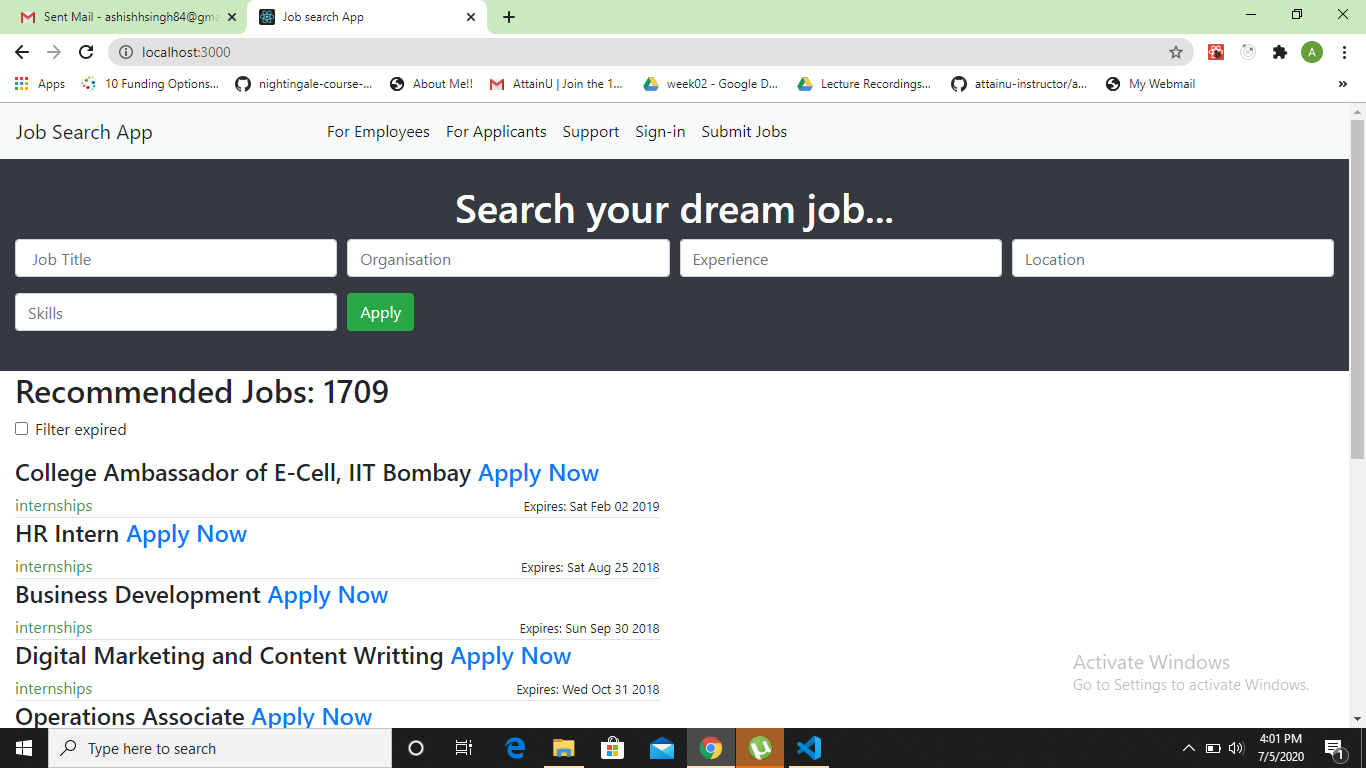 Sent Mail - ashishhsingh84@gma
Job search App
localhost:3000
A
Apps
10 Funding Options...
nightingale-course-...
About Me!!
AttainU | Join the 1...
week02 - Google D...
Lecture Recordings...
attainu-instructor/a...
My Webmail
»
Job Search App
For Employees
For Applicants
Support
Sign-in
Submit Jobs
Search your dream job...
Job Title
Organisation
Experience
Location
Skills
Apply
Recommended Jobs: 1709
Filter expired
College Ambassador of E-Cell, IIT Bombay Apply Now
internships
Expires: Sat Feb 02 2019
HR Intern Apply Now
internships
Expires: Sat Aug 25 2018
Business Development Apply Now
internships
Expires: Sun Sep 30 2018
Digital Marketing and Content Writting Apply Now
internships
Expires: Wed Oct 31 2018
Operations Associate Apply Now
Activate Windows
Go to Settings to activate Windows.
Type here to search
4:01 PM
7/5/2020
1